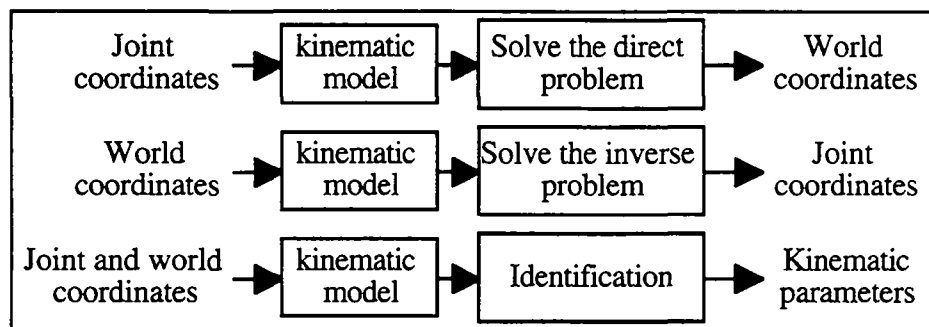 Joint
coordinates
kinematic
model
Solve the direct
problem
World
coordinates
World
coordinates
kinematic
model
Solve the inverse
problem
Joint
coordinates
Joint and world
coordinates
kinematic
model
Identification
Kinematic
parameters